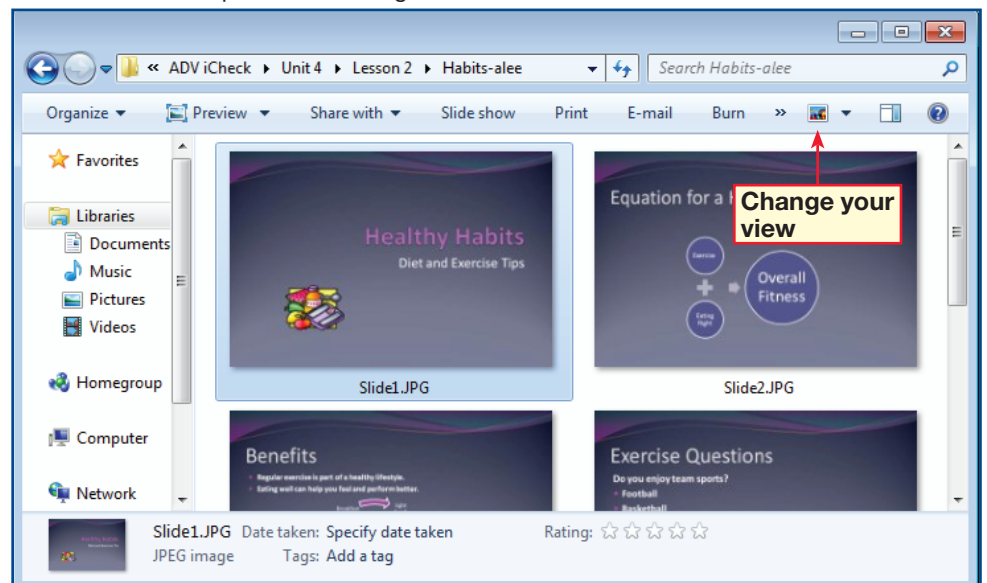 « ADV iCheck ▸ Unit 4 ▸ Lesson 2 ▸ Habits-alee
Search Habits-alee
Organize Preview Share with Slide show Print E-mail Burn »
Favorites
Libraries
Documents
Music
Pictures
Videos
Homegroup
Computer
Network
Healthy Habits
Diet and Exercise Tips
Slide1.JPG
Equation for a
Change your
view
Exercise
Eating
Right
Overall
Fitness
Slide2.JPG
Benefits
Regular exercise is part of a healthy lifestyle.
Eating well can help you feel and perform better.
Exercise Questions
Do you enjoy team sports?
Football
Basketball
Slide1.JPG Date taken: Specify date taken Rating:
JPEG image Tags: Add a tag